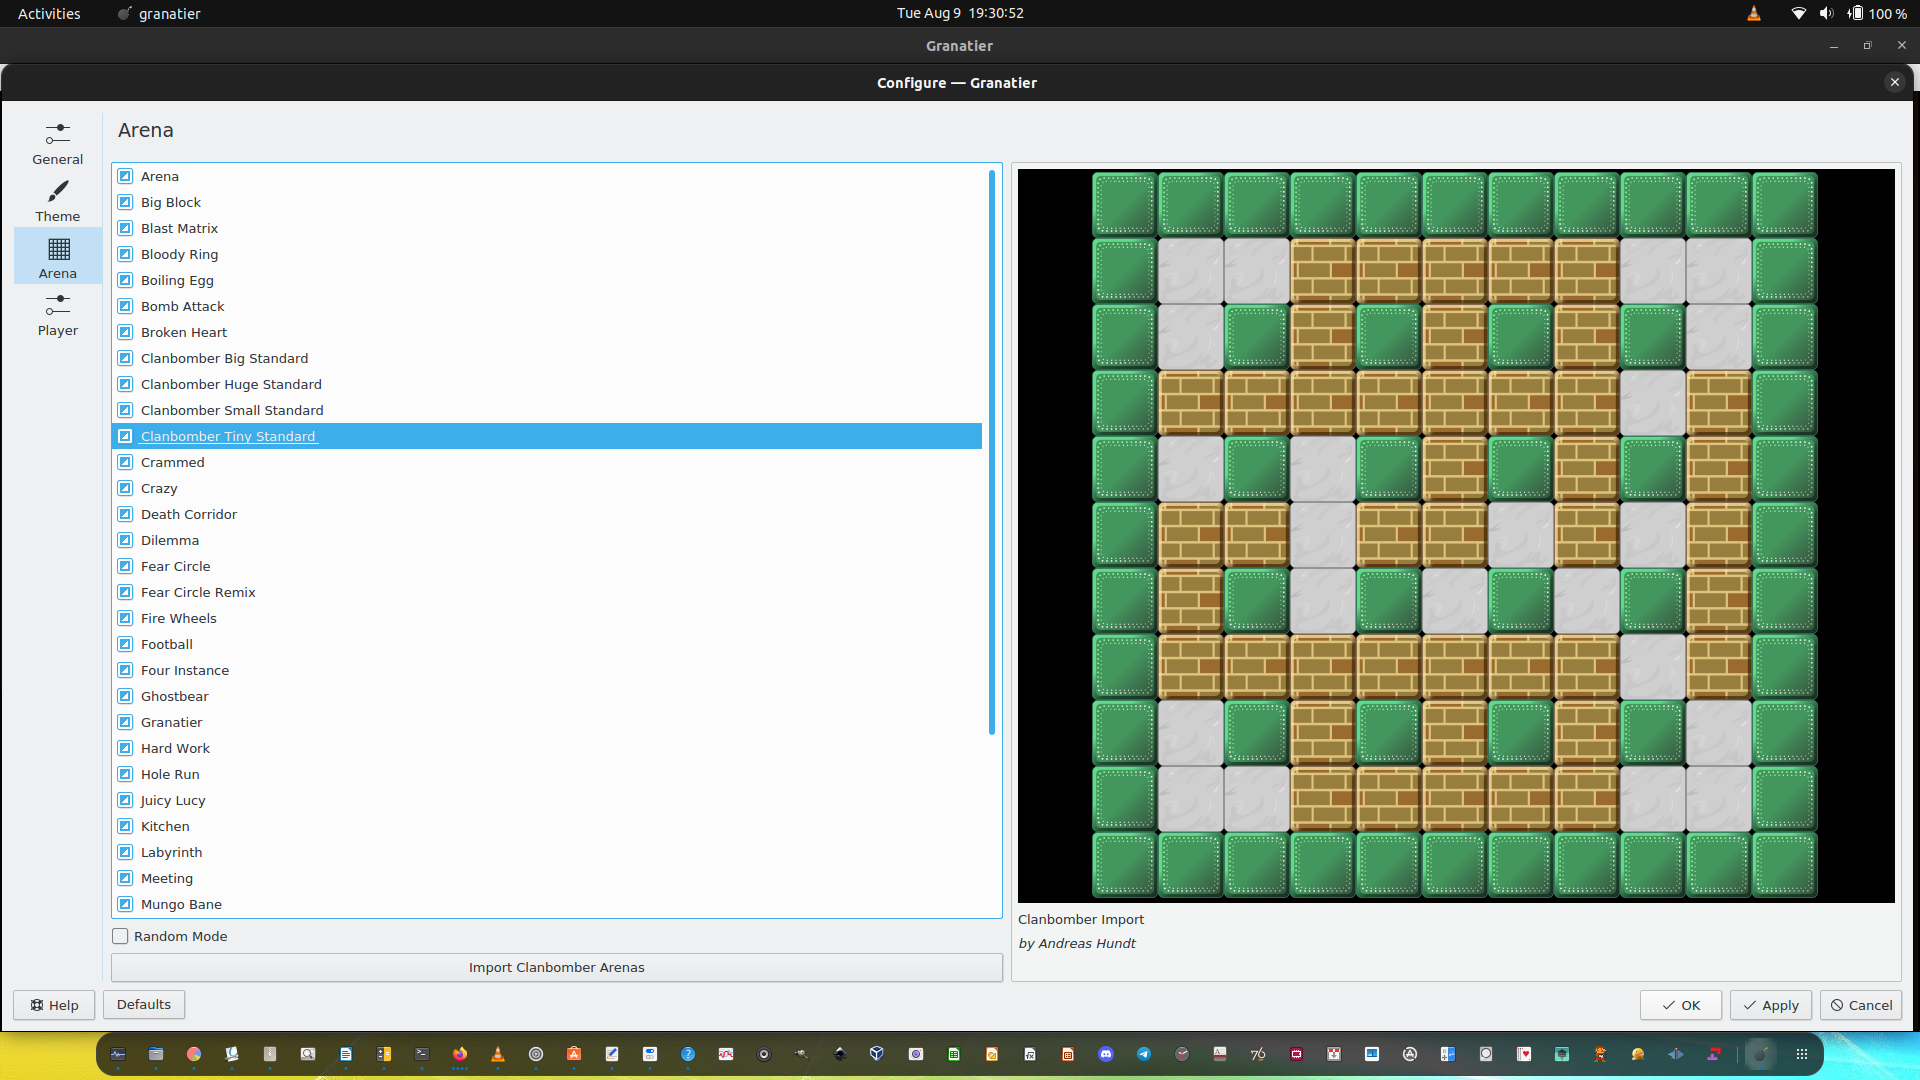 Activities
granatier
Tue Aug 9 19:30:52
100 %
Granatier
Configure — Granatier
General
Theme
Arena
Player
Arena
Arena
Big Block
Blast Matrix
Bloody Ring
Boiling Egg
Bomb Attack
Broken Heart
Clanbomber Big Standard
Clanbomber Huge Standard
Clanbomber Small Standard
Clanbomber Tiny Standard
Crammed
Crazy
Death Corridor
Dilemma
Fear Circle
Fear Circle Remix
Fire Wheels
Football
Four Instance
Ghostbear
Granatier
Hard Work
Hole Run
Juicy Lucy
Kitchen
Labyrinth
Meeting
Mungo Bane
Random Mode
Import Clanbomber Arenas
Clanbomber Import
by Andreas Hundt
Help
Defaults
OK
Apply
Cancel